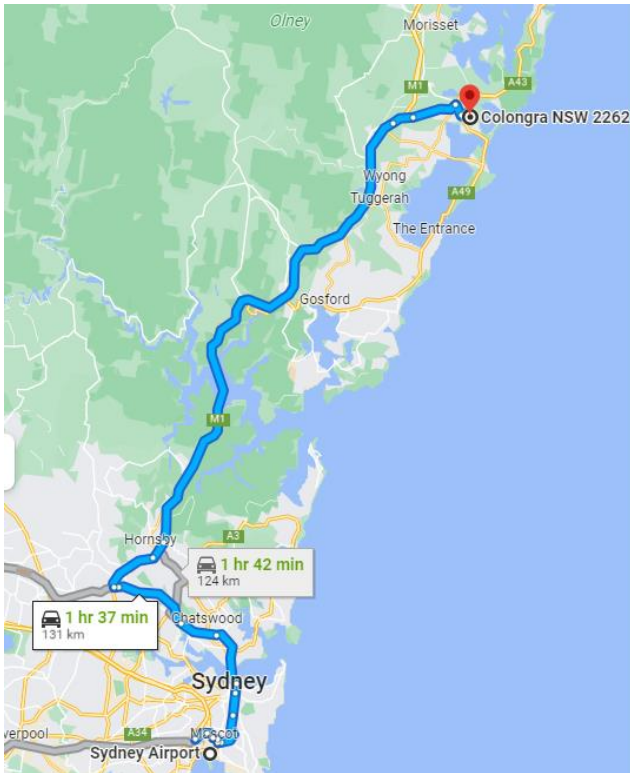 Olney
Morisset
A43
M1
Colongra NSW 2262
Wyong
Tuggerah
A49
The Entrance
Gosford
M1
Hornsby
A3
1 hr 42 min
124 km
1 hr 37 min
131 km
Chatswood
Sydney
verpool
A34
Mascot
Sydney Airport